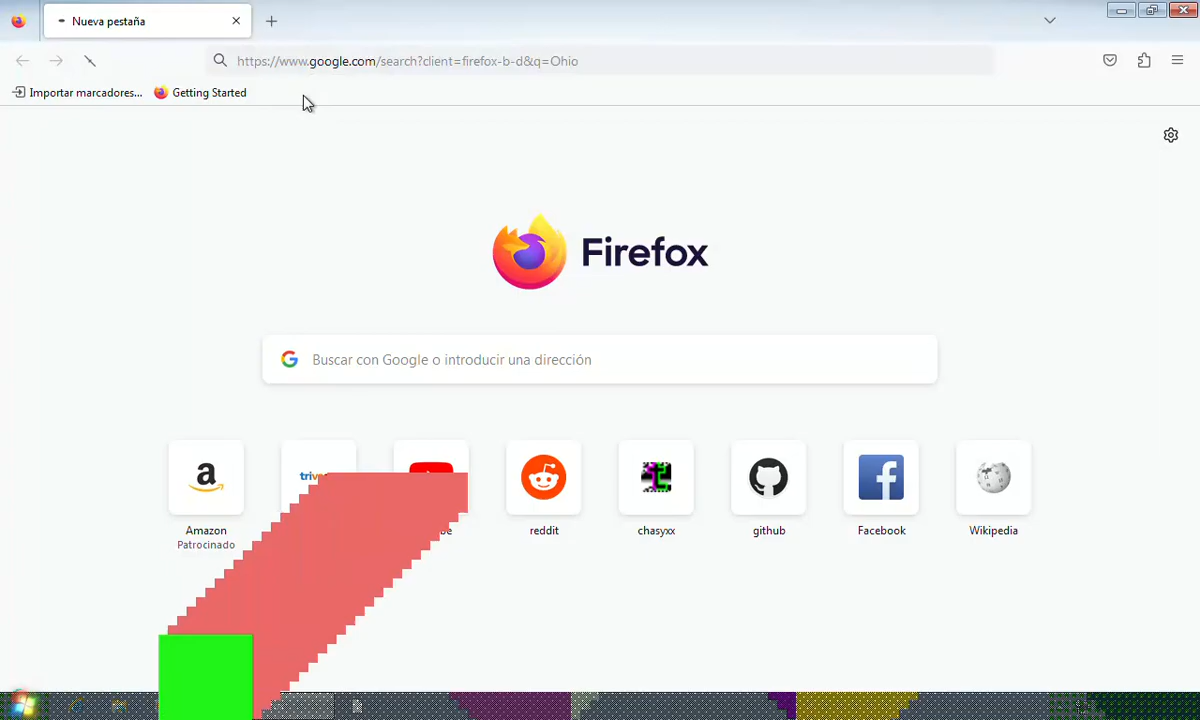 Nueva pestaña
https://www.google.com/search?client=firefox-b-d&q=Ohio
Importar marcadores... Getting Started
Firefox
Buscar con Google o introducir una dirección
Amazon reddit chasyxx github Facebook Wikipedia
Patrocinado